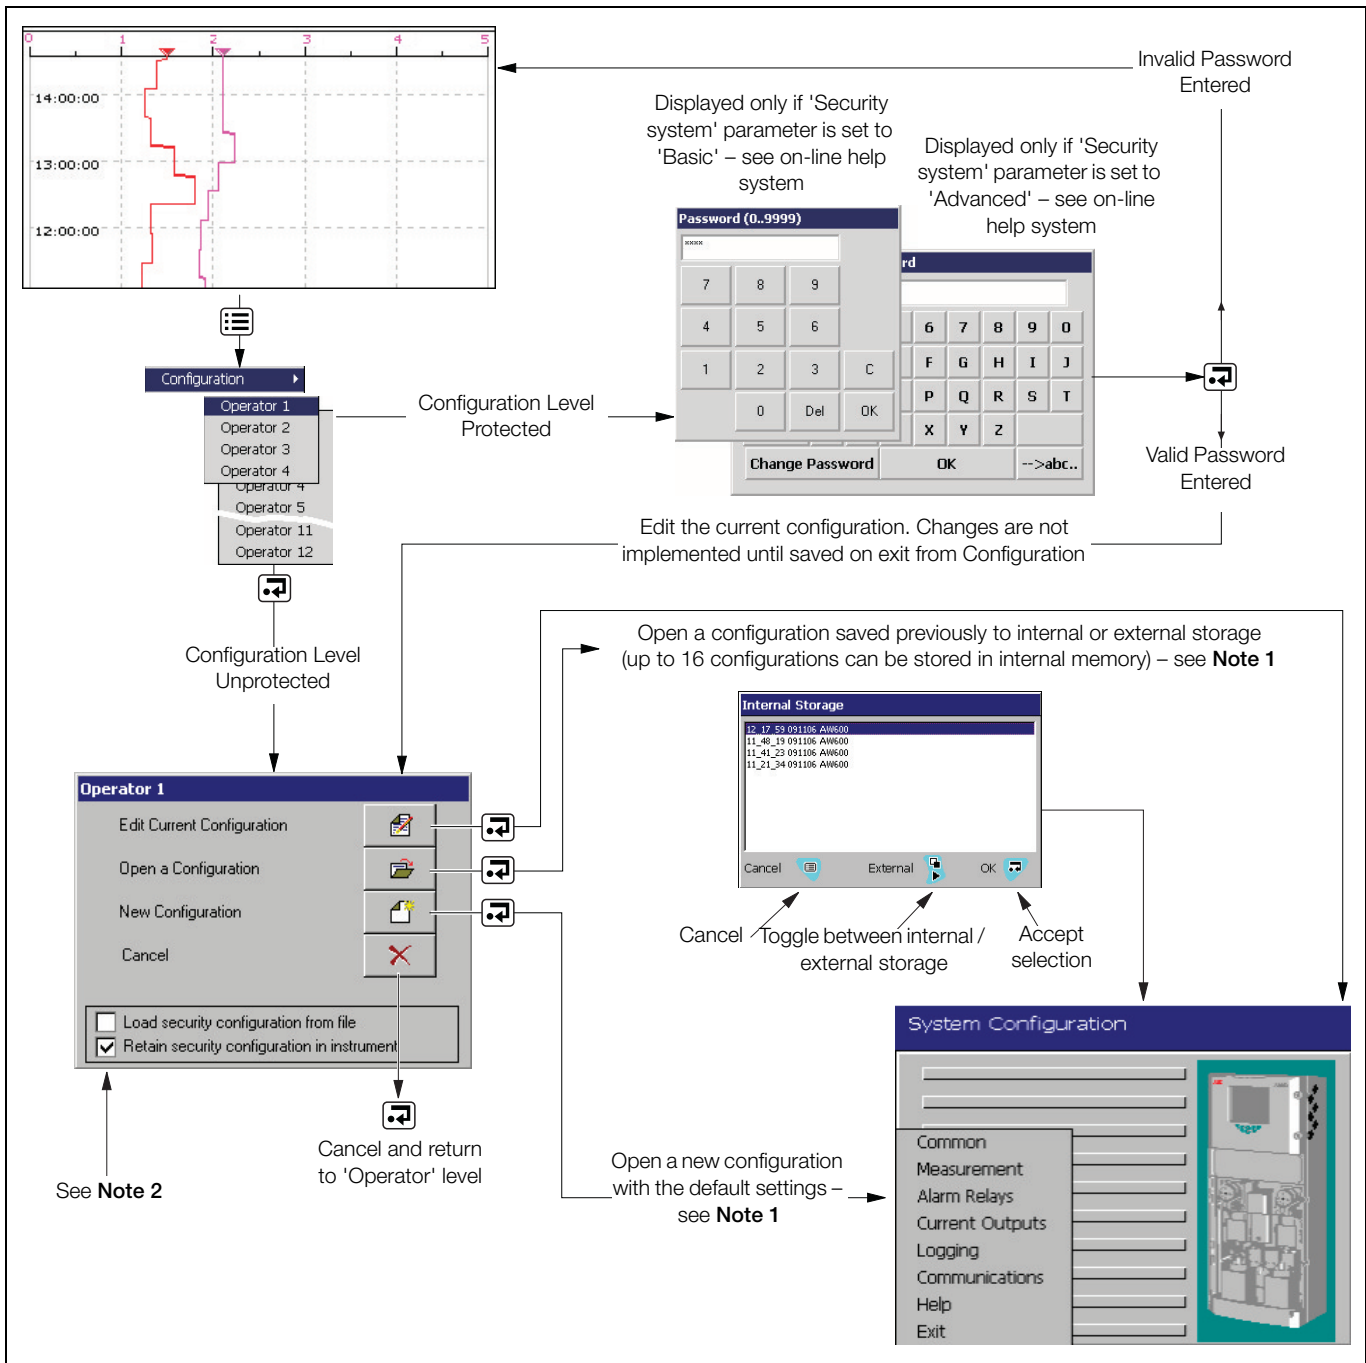 0 1 2 3 4 5
14:00:00
13:00:00
12:00:00
Invalid Password
Entered
Displayed only if 'Security
system' parameter is set to
'Basic' – see on-line help
system
Displayed only if 'Security
system' parameter is set to
'Advanced' – see on-line
help system
Password (0..9999)
****
7 8 9
4 5 6
1 2 3 C
0 Del OK
rd
6 7 8 9 0
F G H I J
P Q R S T
X Y Z
Change Password OK -->abc..
Configuration
Operator 1
Operator 2
Operator 3
Operator 4
Operator 4
Operator 5
Operator 11
Operator 12
Configuration Level
Protected
Valid Password
Entered
Edit the current configuration. Changes are not
implemented until saved on exit from Configuration
Configuration Level
Unprotected
Open a configuration saved previously to internal or external storage
(up to 16 configurations can be stored in internal memory) – see Note 1
Internal Storage
12_17_59 091106 AW600
11_48_19 091106 AW600
11_41_23 091106 AW600
11_21_34 091106 AW600
Cancel External OK
Cancel
Toggle between internal /
external storage
Accept
selection
Operator 1
Edit Current Configuration
Open a Configuration
New Configuration
Cancel
Load security configuration from file
Retain security configuration in instrument
See Note 2
Cancel and return
to 'Operator' level
Open a new configuration
with the default settings –
see Note 1
System Configuration
ABB
Common
Measurement
Alarm Relays
Current Outputs
Logging
Communications
Help
Exit